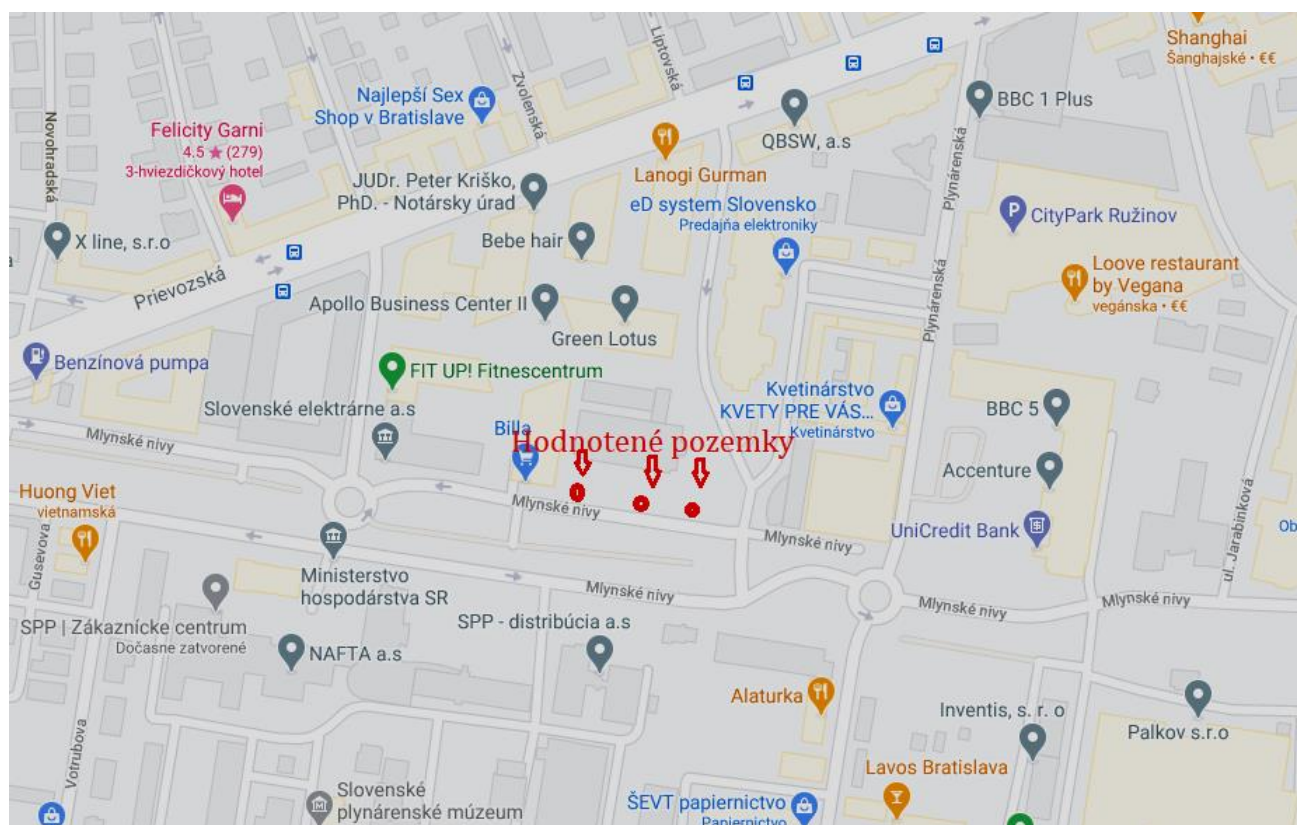 Shanghai
Šanghajské • €€
Liptovská
Zvolenská
Najlepší Sex
Shop v Bratislave
BBC 1 Plus
Novohradská
Felicity Garni
4.5 ★ (279)
3-hviezdičkový hotel
QBSW, a.s
Plynárenská
Lanogi Gurman
JUDr. Peter Kriško,
PhD. - Notársky úrad
eD system Slovensko
Predajňa elektroniky
CityPark Ružinov
X line, s.r.o
Bebe hair
Loove restaurant
by Vegana
vegánska • €€
Prievozská
Apollo Business Center II
Green Lotus
Plynárenská
Benzínová pumpa
FIT UP! Fitnescentrum
Kvetinárstvo
KVETY PRE VÁS...
Kvetinárstvo
BBC 5
Slovenské elektrárne a.s
Mlynské nivy
Billa
Hodnotené pozemky
Accenture
Huong Viet
vietnamská
Mlynské nivy
Mlynské nivy
UniCredit Bank
Ob
Gusevova
ul. Jarabinková
Ministerstvo
hospodárstva SR
Mlynské nivy
Mlynské nivy
Mlynské nivy
SPP | Zákaznícke centrum
Dočasne zatvorené
SPP - distribúcia a.s
NAFTA a.s
Alaturka
Inventis, s. r. o
Palkov s.r.o
Votrubova
Lavos Bratislava
Slovenské
plynárenské múzeum
ŠEVT papiernictvo
Papiernictvo